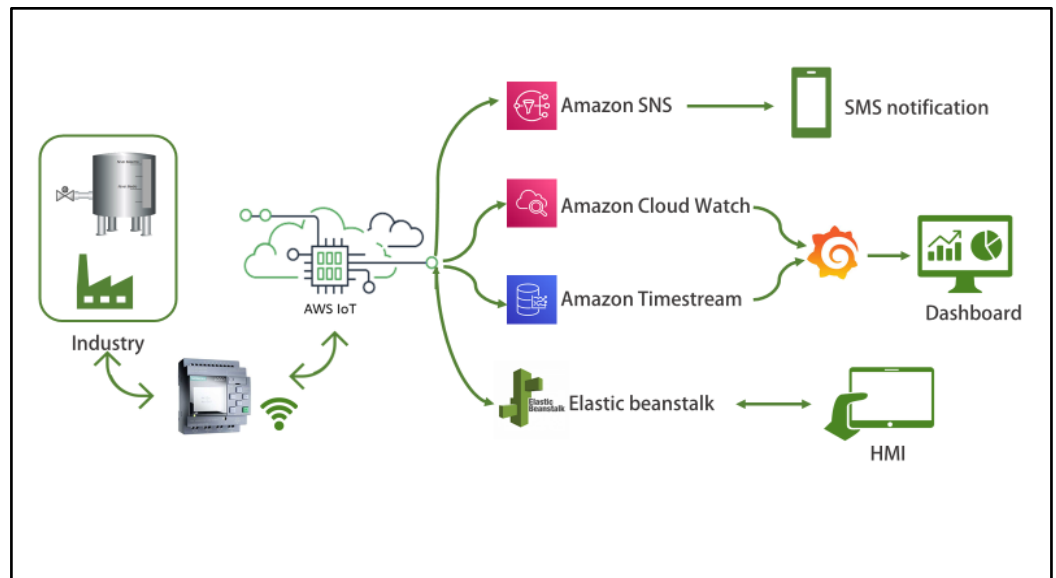 Amazon SNS
SMS notification
Amazon Cloud Watch
Amazon Timestream
Dashboard
AWS IoT
Industry
Elastic
Beanstalk
Elastic beanstalk
HMI